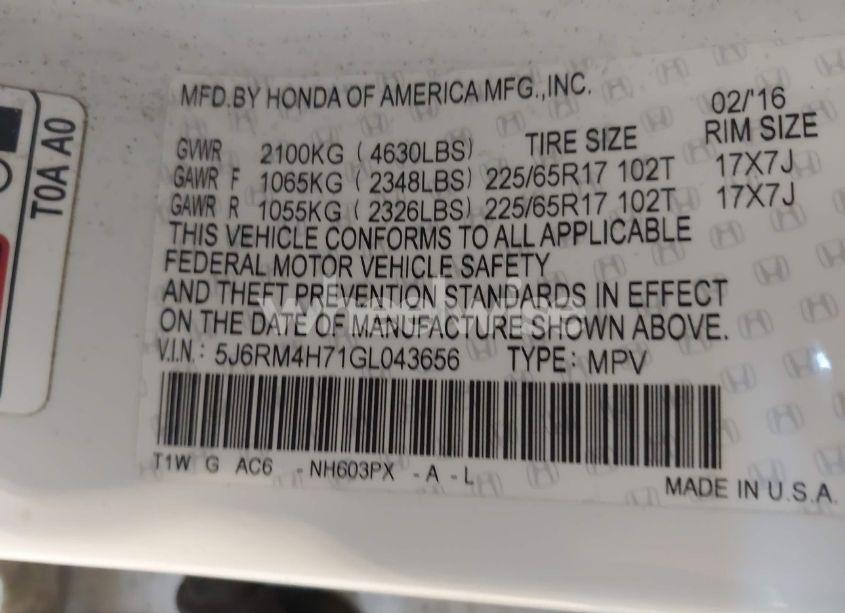 MFD.BY HONDA OF AMERICA MFG.,INC. 02/'16
GVWR 2100KG ( 4630LBS) TIRE SIZE RIM SIZE
GAWR F 1065KG ( 2348LBS) 225/65R17 102T 17X7J
GAWR R 1055KG ( 2326LBS) 225/65R17 102T 17X7J
THIS VEHICLE CONFORMS TO ALL APPLICABLE
FEDERAL MOTOR VEHICLE SAFETY
AND THEFT PREVENTION STANDARDS IN EFFECT
ON THE DATE OF MANUFACTURE SHOWN ABOVE.
V.I.N.: 5J6RM4H71GL043656 TYPE: MPV
T1W G AC6 -NH603PX -A -L
MADE IN U.S.A.
T0A A0